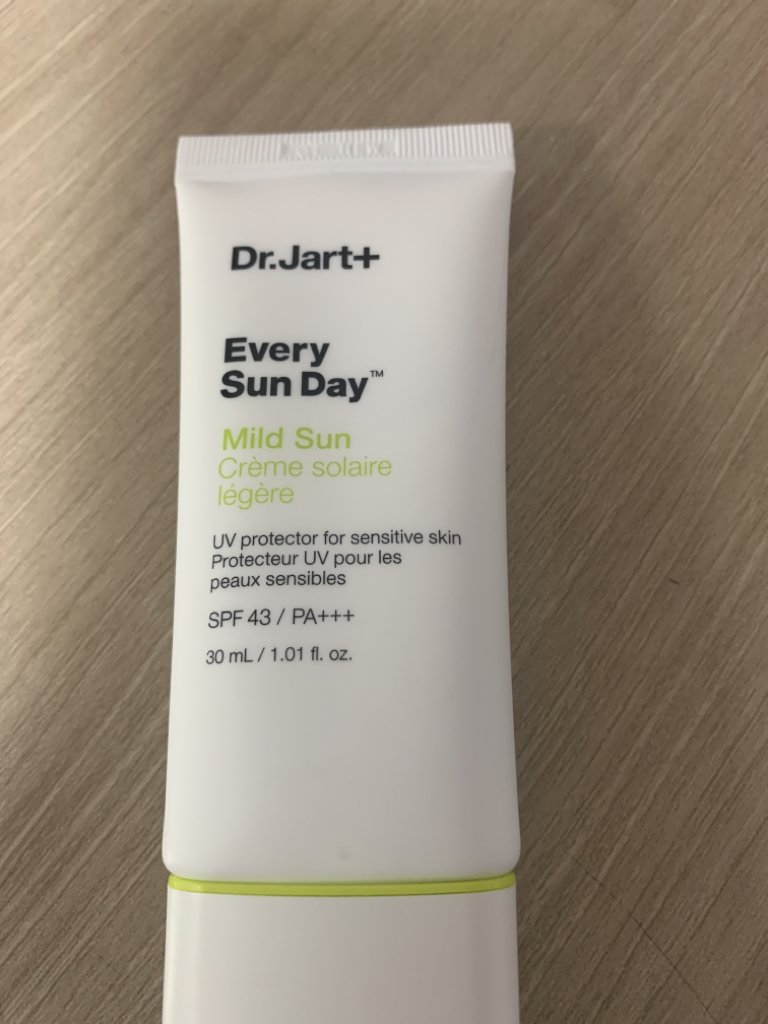 Dr.Jart+
Every
Sun Day™
Mild Sun
Crème solaire
légère
UV protector for sensitive skin
Protecteur UV pour les
peaux sensibles
SPF 43 / PA+++
30 mL / 1.01 fl. oz.